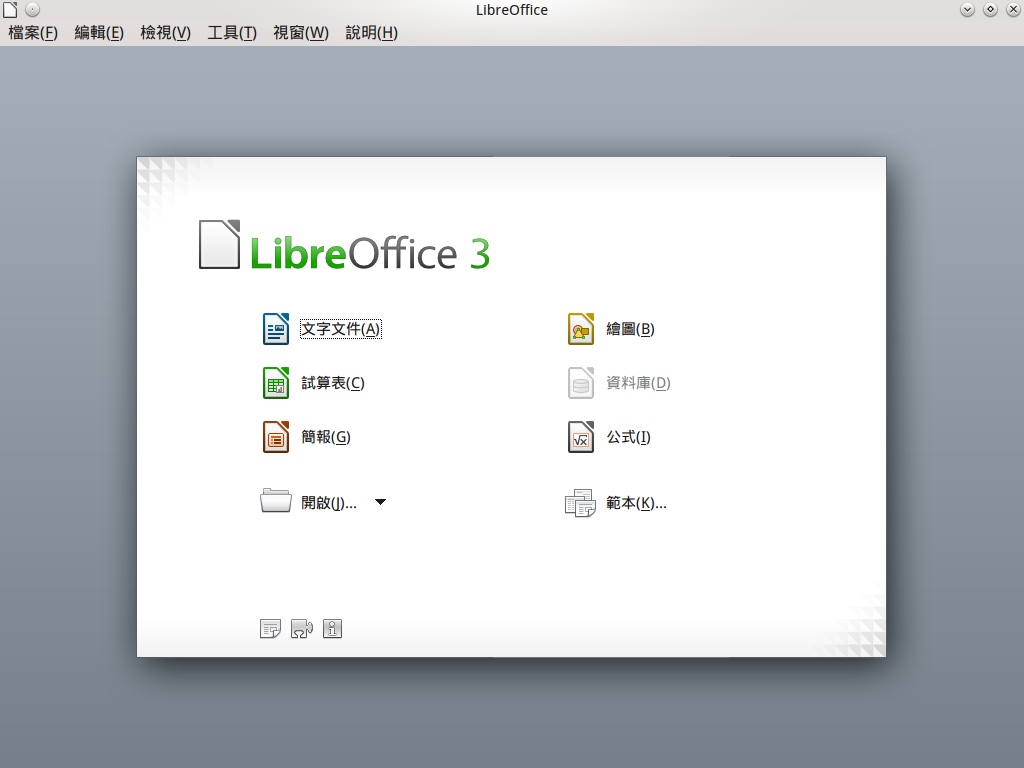 LibreOffice
檔案(F) 編輯(E) 檢視(V) 工具(T) 視窗(W) 說明(H)
LibreOffice 3
文字文件(A) 繪圖(B)
試算表(C) 資料庫(D)
簡報(G) 公式(I)
開啟(J)... 範本(K)...